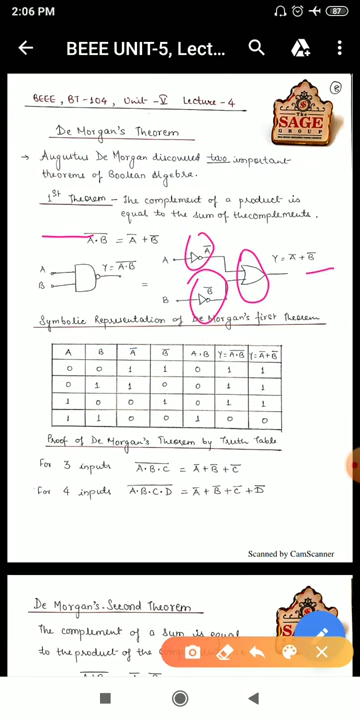 2:06 PM
87
BEEE UNIT-5, Lect...
BEEE, BT-104, Unit-V Lecture-4
The
SAGE
GROUP
De Morgan's Theorem
→ Augustus De Morgan discovered two important
theorems of Boolean Algebra.
1st Theorem - The complement of a product is
equal to the sum of the complements.
A̅·̅B̅ = A̅ + B̅
A
B
Y = A̅·̅B̅
=
A
A̅
B
B̅
Y = A̅ + B̅
Symbolic Representation of De Morgan's first Theorem
A B A̅ B̅ A·B Y=A̅·̅B̅ Y=A̅+B̅
0 0 1 1 0 1 1
0 1 1 0 0 1 1
1 0 0 1 0 1 1
1 1 0 0 1 0 0
Proof of De Morgan's Theorem by Truth Table
For 3 inputs A̅·̅B̅·̅C̅ = A̅+B̅+C̅
For 4 inputs A̅·̅B̅·̅C̅·̅D̅ = A̅+B̅+C̅+D̅
Scanned by CamScanner
The
SAGE
De Morgan's Second Theorem
The complement of a sum is equal
to the product of the